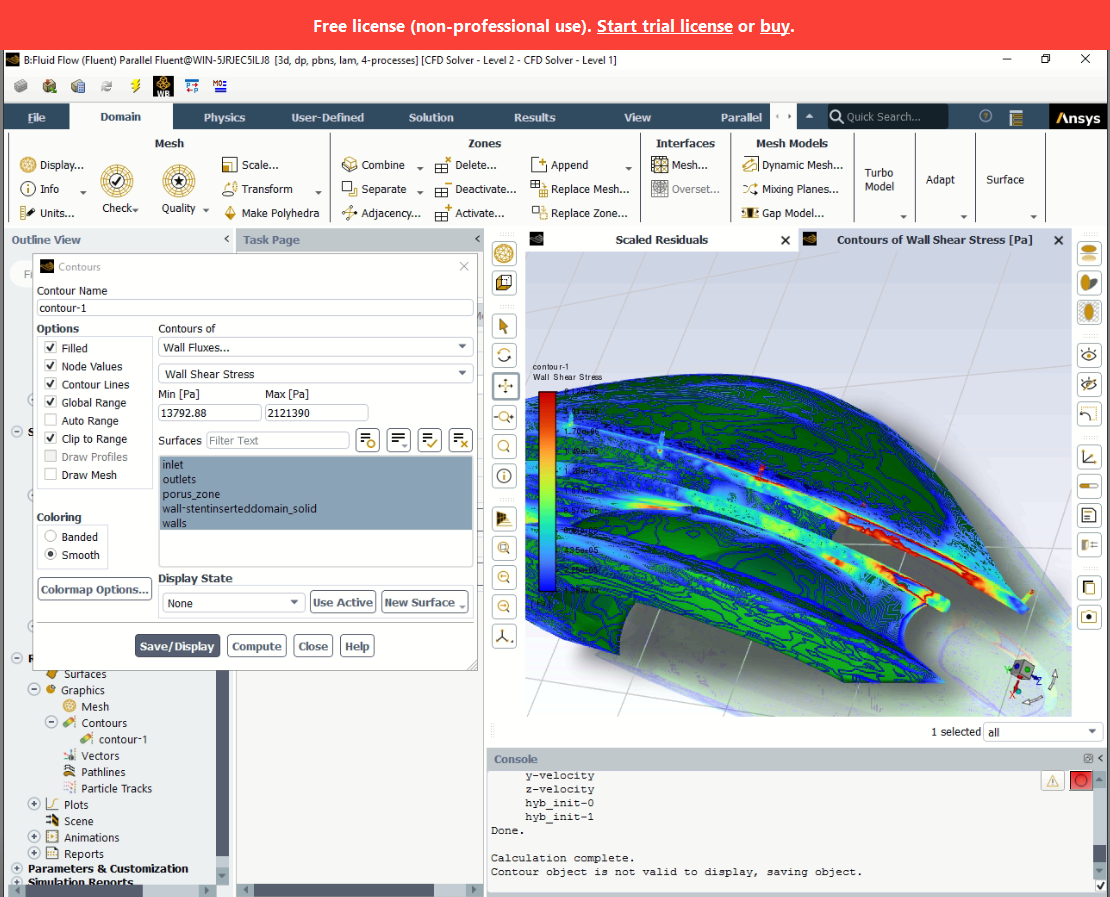 Free license (non-professional use). Start trial license or buy.
B:Fluid Flow (Fluent) Parallel Fluent@WIN-5JRJEC5ILJ8 [3d, dp, pbns, lam, 4-processes] [CFD Solver - Level 2 - CFD Solver - Level 1]
WB
File Domain Physics User-Defined Solution Results View Parallel Quick Search... Ansys
Mesh Zones Interfaces Mesh Models
Display... Scale... Combine Delete... Append Mesh... Dynamic Mesh...
Info Transform Separate Deactivate... Replace Mesh... Overset... Mixing Planes...
Units... Check Quality Make Polyhedra Adjacency... Activate... Replace Zone... Gap Model...
Turbo Model Adapt Surface
Outline View Task Page Scaled Residuals Contours of Wall Shear Stress [Pa]
Contours
Contour Name
contour-1
Options Contours of
Filled Wall Fluxes...
Node Values
Contour Lines Wall Shear Stress
Global Range Min [Pa] Max [Pa]
Auto Range 13792.88 2121390
Clip to Range Surfaces Filter Text
Draw Profiles
Draw Mesh
inlet
outlets
porus_zone
wall-stentinserteddomain_solid
walls
Coloring
Banded
Smooth
Colormap Options...
Display State
None Use Active New Surface
Save/Display Compute Close Help
contour-1
Wall Shear Stress
Surfaces
Graphics
Mesh
Contours
contour-1
Vectors
Pathlines
Particle Tracks
Plots
Scene
Animations
Reports
Parameters & Customization
Simulation Reports
1 selected all
Console
y-velocity
z-velocity
hyb_init-0
hyb_init-1
Done.
Calculation complete.
Contour object is not valid to display, saving object.